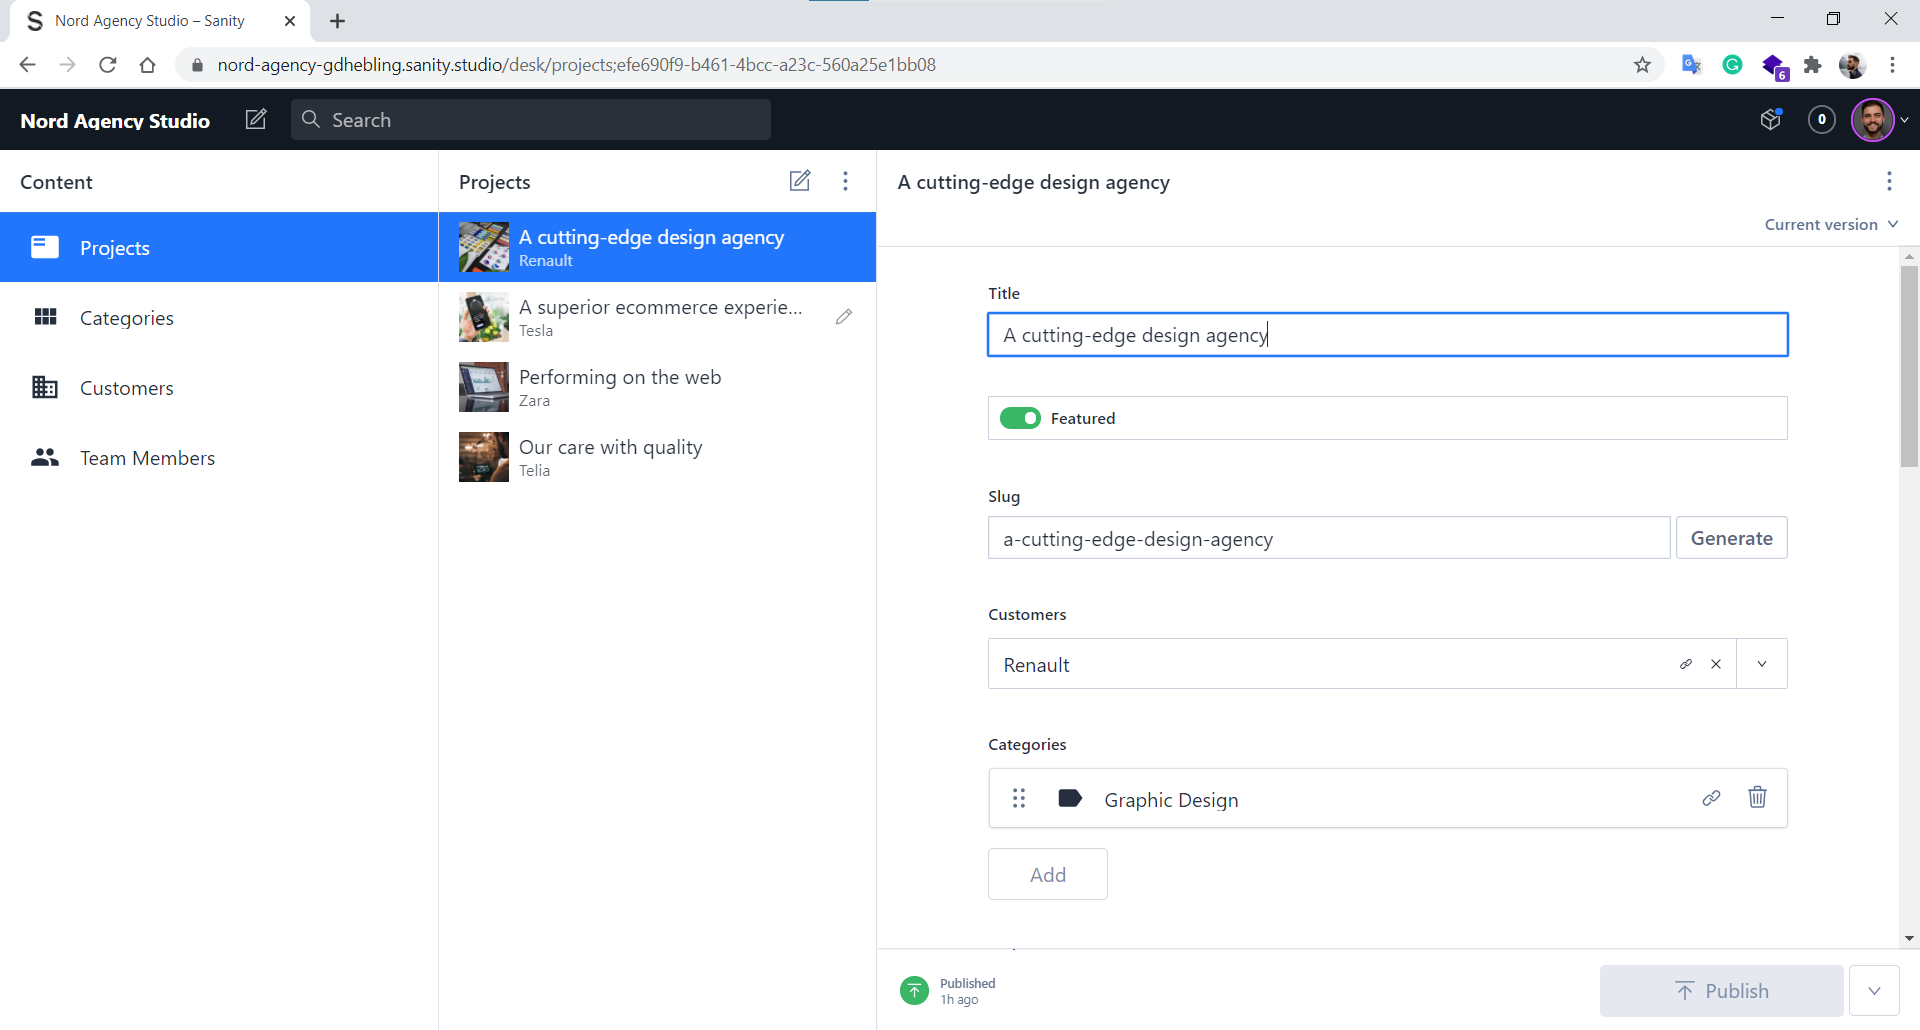 Nord Agency Studio – Sanity
nord-agency-gdhebling.sanity.studio/desk/projects;efe690f9-b461-4bcc-a23c-560a25e1bb08
6
Nord Agency Studio
Search
0
Content
Projects
Categories
Customers
Team Members
Projects
A cutting-edge design agency
Renault
A superior ecommerce experie...
Tesla
Performing on the web
Zara
Our care with quality
Telia
A cutting-edge design agency
Current version
Title
A cutting-edge design agency
Featured
Slug
a-cutting-edge-design-agency
Generate
Customers
Renault
Categories
Graphic Design
Add
Published
1h ago
Publish